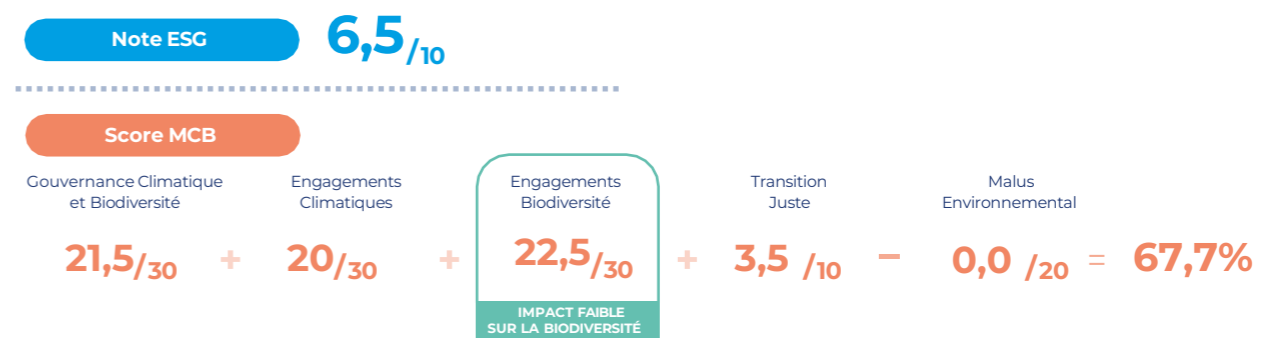 Note ESG 6,5/10
Score MCB
Gouvernance Climatique
et Biodiversité
Engagements
Climatiques
Engagements
Biodiversité
Transition
Juste
Malus
Environnemental
21,5/30 + 20/30 + 22,5/30 + 3,5 /10 − 0,0 /20 = 67,7%
IMPACT FAIBLE
SUR LA BIODIVERSITÉ